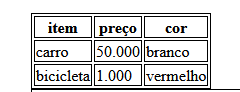 item preço cor
carro 50.000 branco
bicicleta 1.000 vermelho